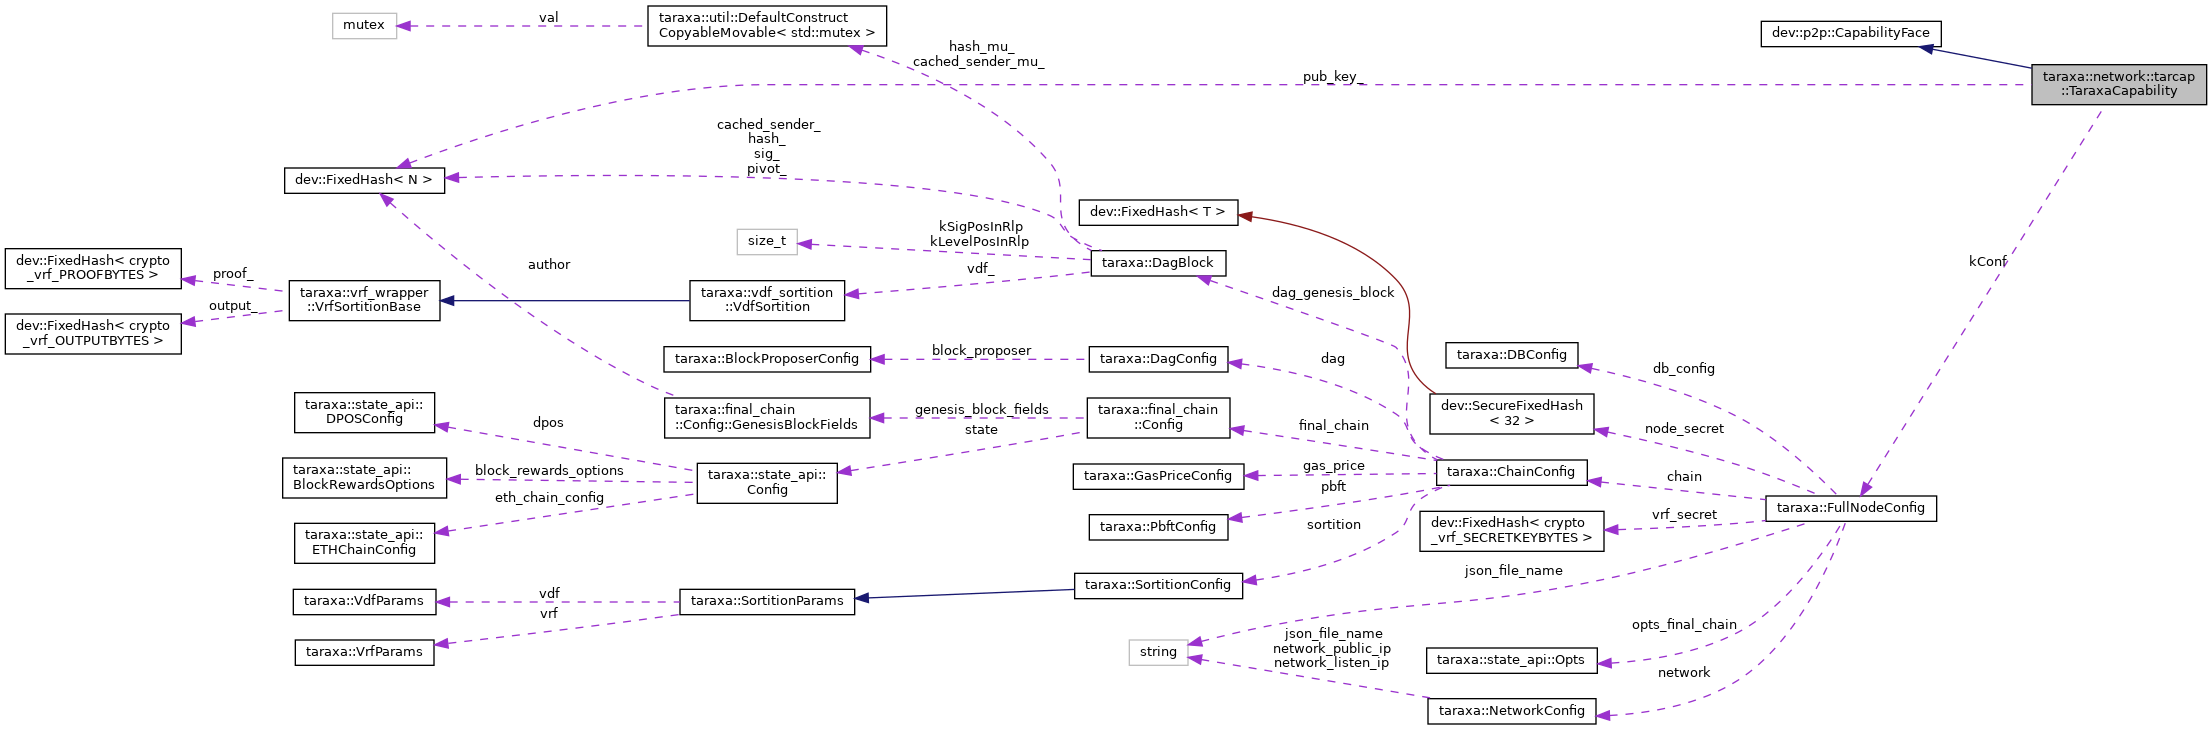 mutex
val
taraxa::util::DefaultConstruct
CopyableMovable< std::mutex >
dev::p2p::CapabilityFace
hash_mu_
cached_sender_mu_
pub_key_
taraxa::network::tarcap
::TaraxaCapability
cached_sender_
hash_
sig_
pivot_
dev::FixedHash< N >
dev::FixedHash< T >
kSigPosInRlp
kLevelPosInRlp
size_t
taraxa::DagBlock
kConf
dev::FixedHash< crypto
_vrf_PROOFBYTES >
proof_
author
vdf_
taraxa::vrf_wrapper
::VrfSortitionBase
taraxa::vdf_sortition
::VdfSortition
dag_genesis_block
output_
dev::FixedHash< crypto
_vrf_OUTPUTBYTES >
taraxa::BlockProposerConfig
block_proposer
taraxa::DagConfig
dag
taraxa::DBConfig
db_config
taraxa::state_api::
DPOSConfig
dpos
taraxa::final_chain
::Config::GenesisBlockFields
genesis_block_fields
state
taraxa::final_chain
::Config
final_chain
dev::SecureFixedHash
< 32 >
node_secret
taraxa::state_api::
BlockRewardsOptions
block_rewards_options
eth_chain_config
taraxa::state_api::
Config
taraxa::GasPriceConfig
gas_price
pbft
taraxa::ChainConfig
chain
taraxa::FullNodeConfig
taraxa::state_api::
ETHChainConfig
taraxa::PbftConfig
sortition
dev::FixedHash< crypto
_vrf_SECRETKEYBYTES >
vrf_secret
json_file_name
taraxa::VdfParams
vdf
vrf
taraxa::SortitionParams
taraxa::SortitionConfig
taraxa::VrfParams
string
json_file_name
network_public_ip
network_listen_ip
opts_final_chain
taraxa::state_api::Opts
network
taraxa::NetworkConfig